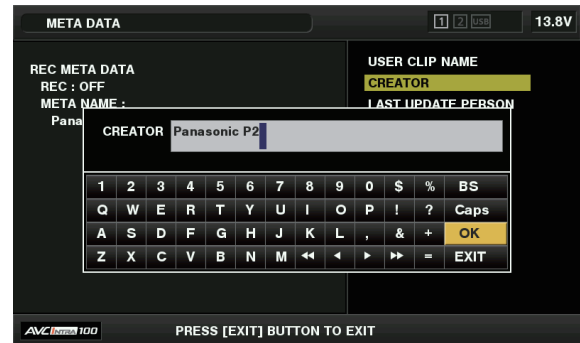 META DATA
1 2 USB 13.8V
REC META DATA
REC : OFF
META NAME :
Pana
USER CLIP NAME
CREATOR
LAST UPDATE PERSON
CREATOR Panasonic P2
1 2 3 4 5 6 7 8 9 0 $ % BS
Q W E R T Y U I O P ! ? Caps
A S D F G H J K L , & + OK
Z X C V B N M ◀◀ ◀ ▶ ▶▶ = EXIT
AVC INTRA 100 PRESS [EXIT] BUTTON TO EXIT